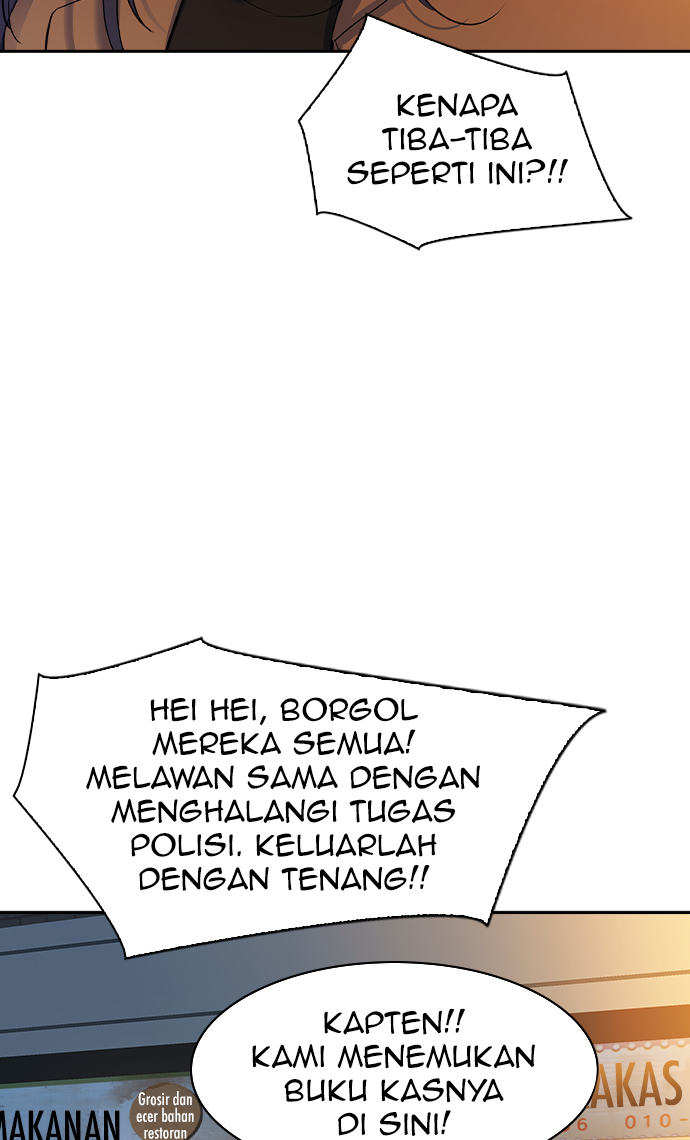 KENAPA
TIBA-TIBA
SEPERTI INI?!!
HEI HEI, BORGOL
MEREKA SEMUA!
MELAWAN SAMA DENGAN
MENGHALANGI TUGAS
POLISI. KELUARLAH
DENGAN TENANG!!
KAPTEN!!
KAMI MENEMUKAN
BUKU KASNYA
DI SINI!
MAKANAN
Grosir dan
ecer bahan
restoran
AKAS
6 010-